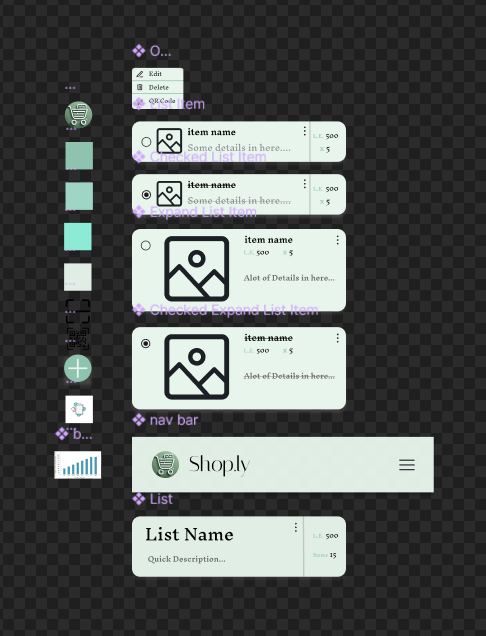 O...
Edit
Delete
QR Code
List Item
item name
L.E. 500
Some details in here....
X 5
Checked List Item
item name
L.E. 500
Some details in here....
X 5
Expand List Item
item name
L.E. 500 X 5
Alot of Details in here...
Checked Expand List Item
item name
L.E. 500 X 5
Alot of Details in here...
nav bar
b...
Shop.ly
List
List Name
L.E. 500
Quick Description...
Items 15